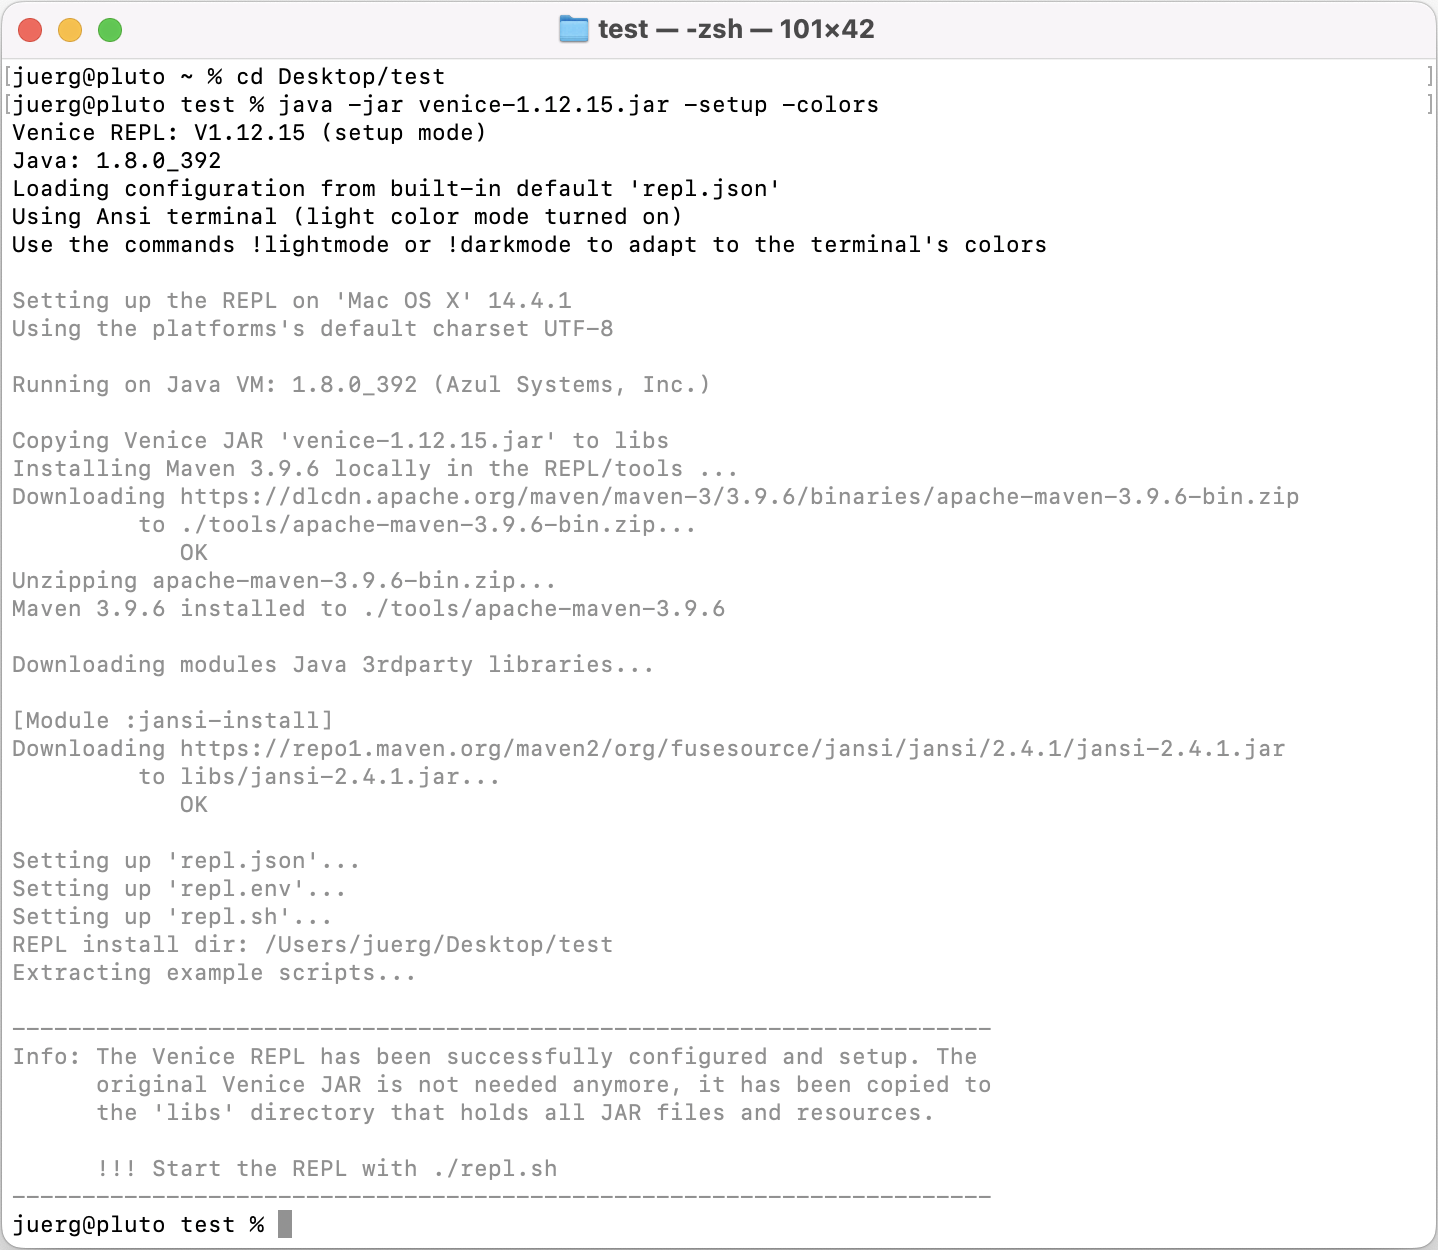 test — -zsh — 101×42
[juerg@pluto ~ % cd Desktop/test ]
[juerg@pluto test % java -jar venice-1.12.15.jar -setup -colors ]
Venice REPL: V1.12.15 (setup mode)
Java: 1.8.0_392
Loading configuration from built-in default 'repl.json'
Using Ansi terminal (light color mode turned on)
Use the commands !lightmode or !darkmode to adapt to the terminal's colors
Setting up the REPL on 'Mac OS X' 14.4.1
Using the platforms's default charset UTF-8
Running on Java VM: 1.8.0_392 (Azul Systems, Inc.)
Copying Venice JAR 'venice-1.12.15.jar' to libs
Installing Maven 3.9.6 locally in the REPL/tools ...
Downloading https://dlcdn.apache.org/maven/maven-3/3.9.6/binaries/apache-maven-3.9.6-bin.zip
to ./tools/apache-maven-3.9.6-bin.zip...
OK
Unzipping apache-maven-3.9.6-bin.zip...
Maven 3.9.6 installed to ./tools/apache-maven-3.9.6
Downloading modules Java 3rdparty libraries...
[Module :jansi-install]
Downloading https://repo1.maven.org/maven2/org/fusesource/jansi/jansi/2.4.1/jansi-2.4.1.jar
to libs/jansi-2.4.1.jar...
OK
Setting up 'repl.json'...
Setting up 'repl.env'...
Setting up 'repl.sh'...
REPL install dir: /Users/juerg/Desktop/test
Extracting example scripts...
----------------------------------------------------------------------
Info: The Venice REPL has been successfully configured and setup. The
original Venice JAR is not needed anymore, it has been copied to
the 'libs' directory that holds all JAR files and resources.
!!! Start the REPL with ./repl.sh
----------------------------------------------------------------------
juerg@pluto test %